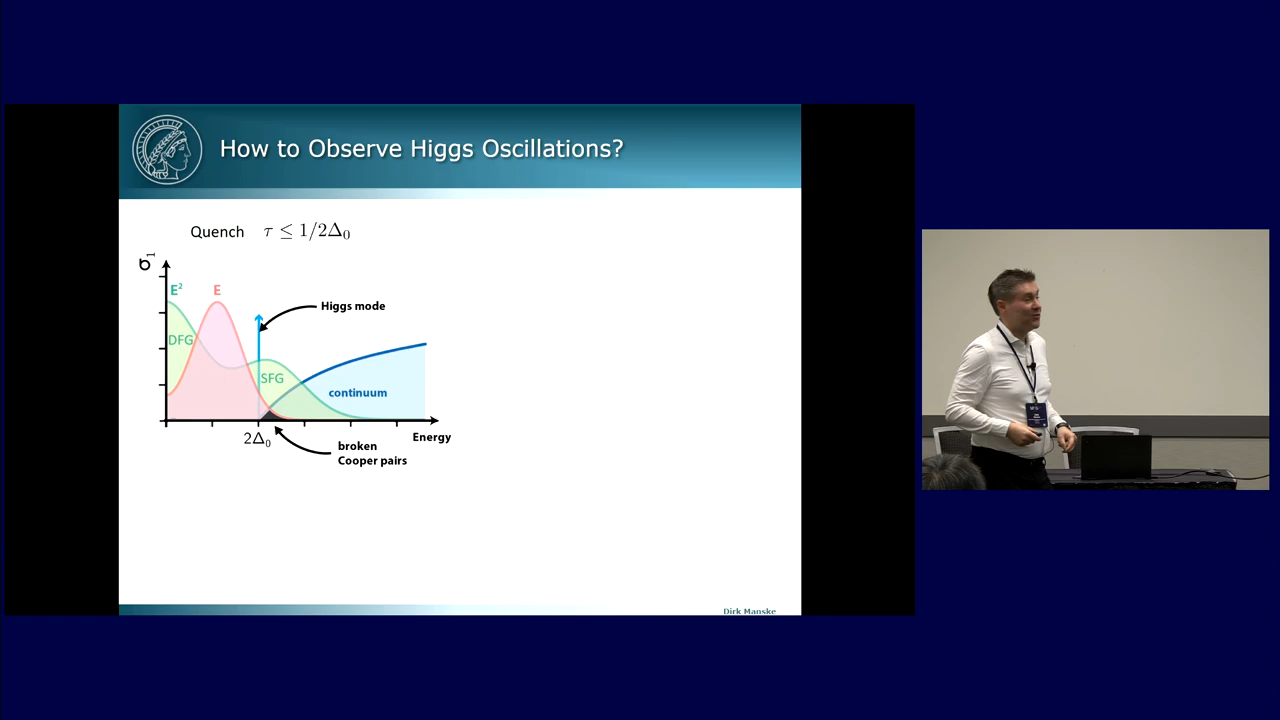 How to Observe Higgs Oscillations?
Quench τ ≤ 1/2Δ₀
σ₁
E²
E
Higgs mode
DFG
SFG
continuum
2Δ₀
Energy
broken
Cooper pairs
Dirk Manske